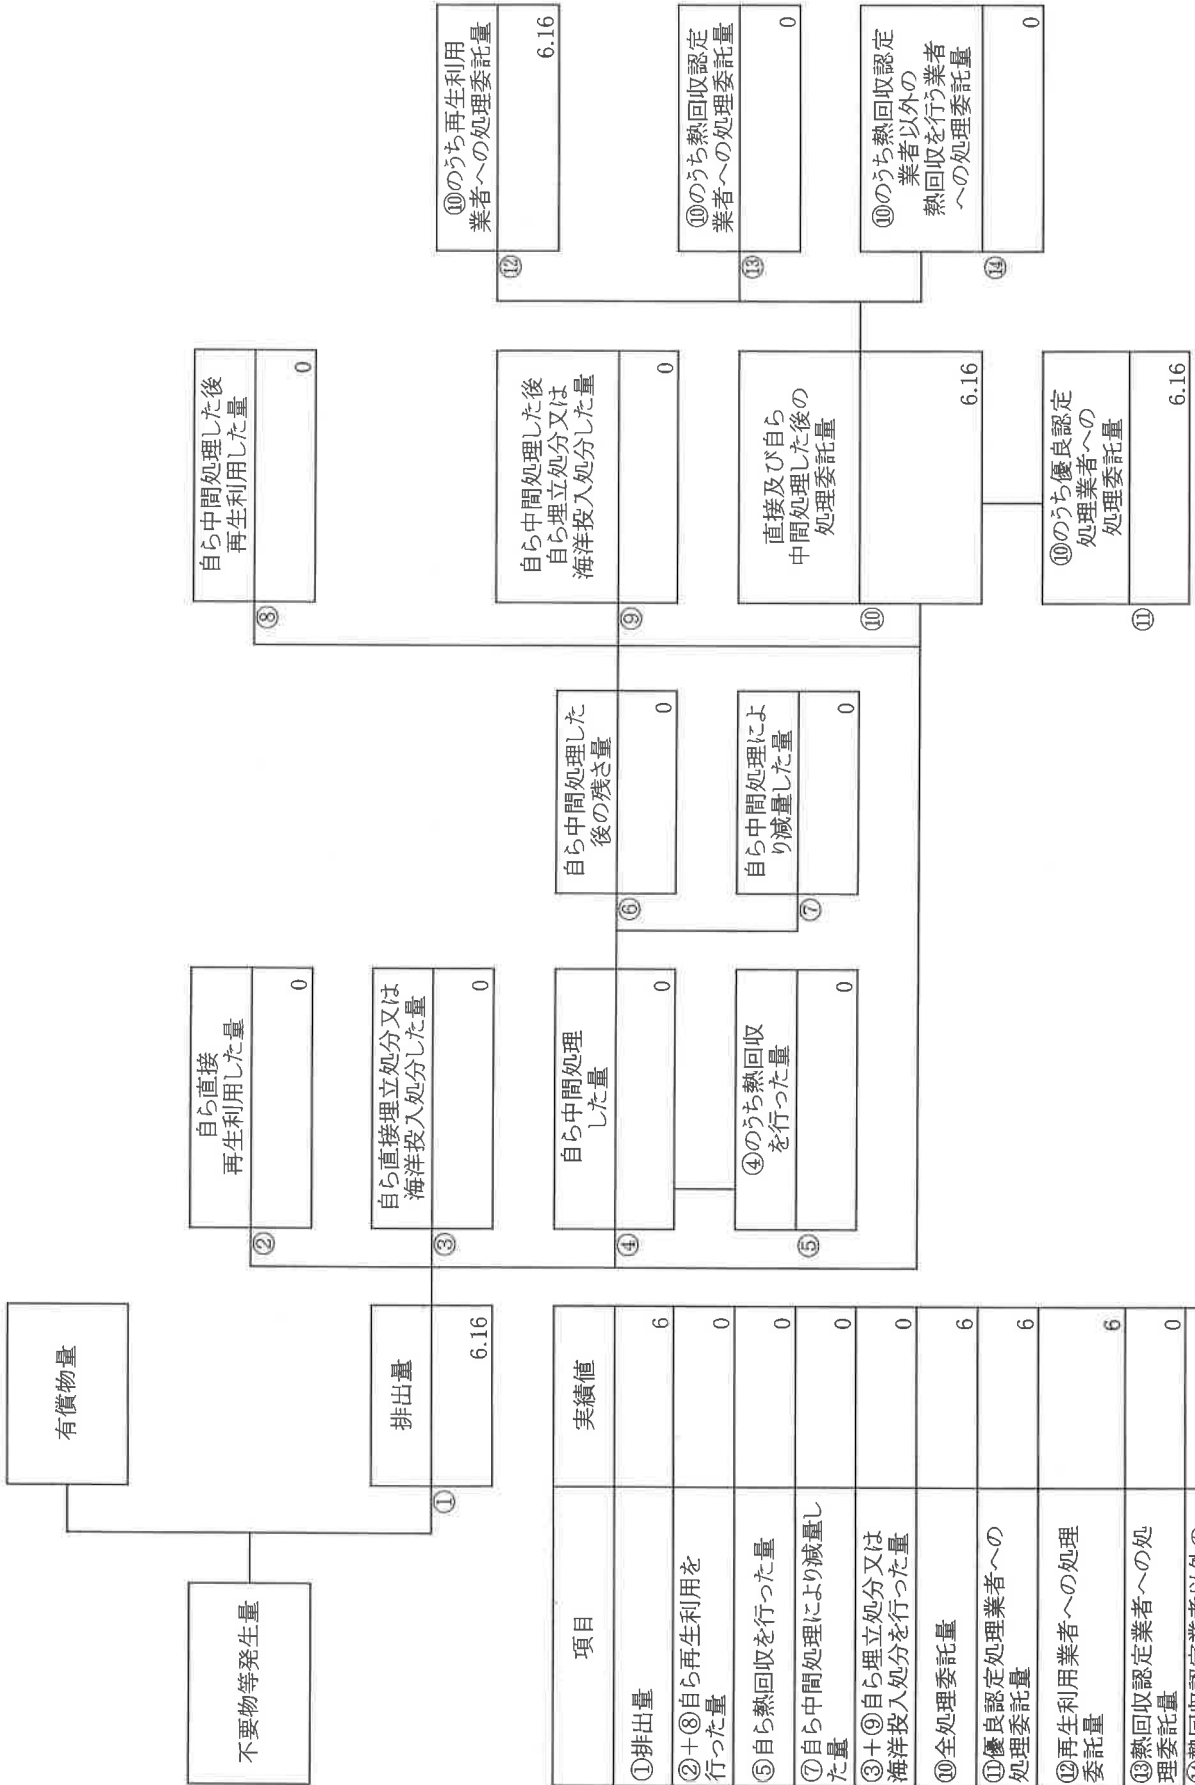 不要物等発生量
有償物量
排出量
①
6.16
自ら直接
再生利用した量
②
0
自ら直接埋立処分又は
海洋投入処分した量
③
0
自ら中間処理
した量
④
0
④のうち熱回収
を行った量
⑤
0
自ら中間処理した
後の残さ量
⑥
0
自ら中間処理によ
り減量した量
⑦
0
自ら中間処理した後
再生利用した量
⑧
0
自ら中間処理した後
自ら埋立処分又は
海洋投入処分した量
⑨
0
直接及び自ら
中間処理した後の
処理委託量
⑩
6.16
⑩のうち優良認定
処理業者への
処理委託量
⑪
6.16
⑩のうち再生利用
業者への処理委託量
⑫
6.16
⑩のうち熱回収認定
業者への処理委託量
⑬
0
⑩のうち熱回収認定
業者以外の
熱回収を行う業者
への処理委託量
⑭
0
項目 実績値
①排出量 6
②+⑧自ら再生利用を
行った量 0
⑤自ら熱回収を行った量 0
⑦自ら中間処理により減量し
た量 0
③+⑨自ら埋立処分又は
海洋投入処分を行った量 0
⑩全処理委託量 6
⑪優良認定処理業者への
処理委託量 6
⑫再生利用業者への処理
委託量 6
⑬熱回収認定業者への処
理委託量 0